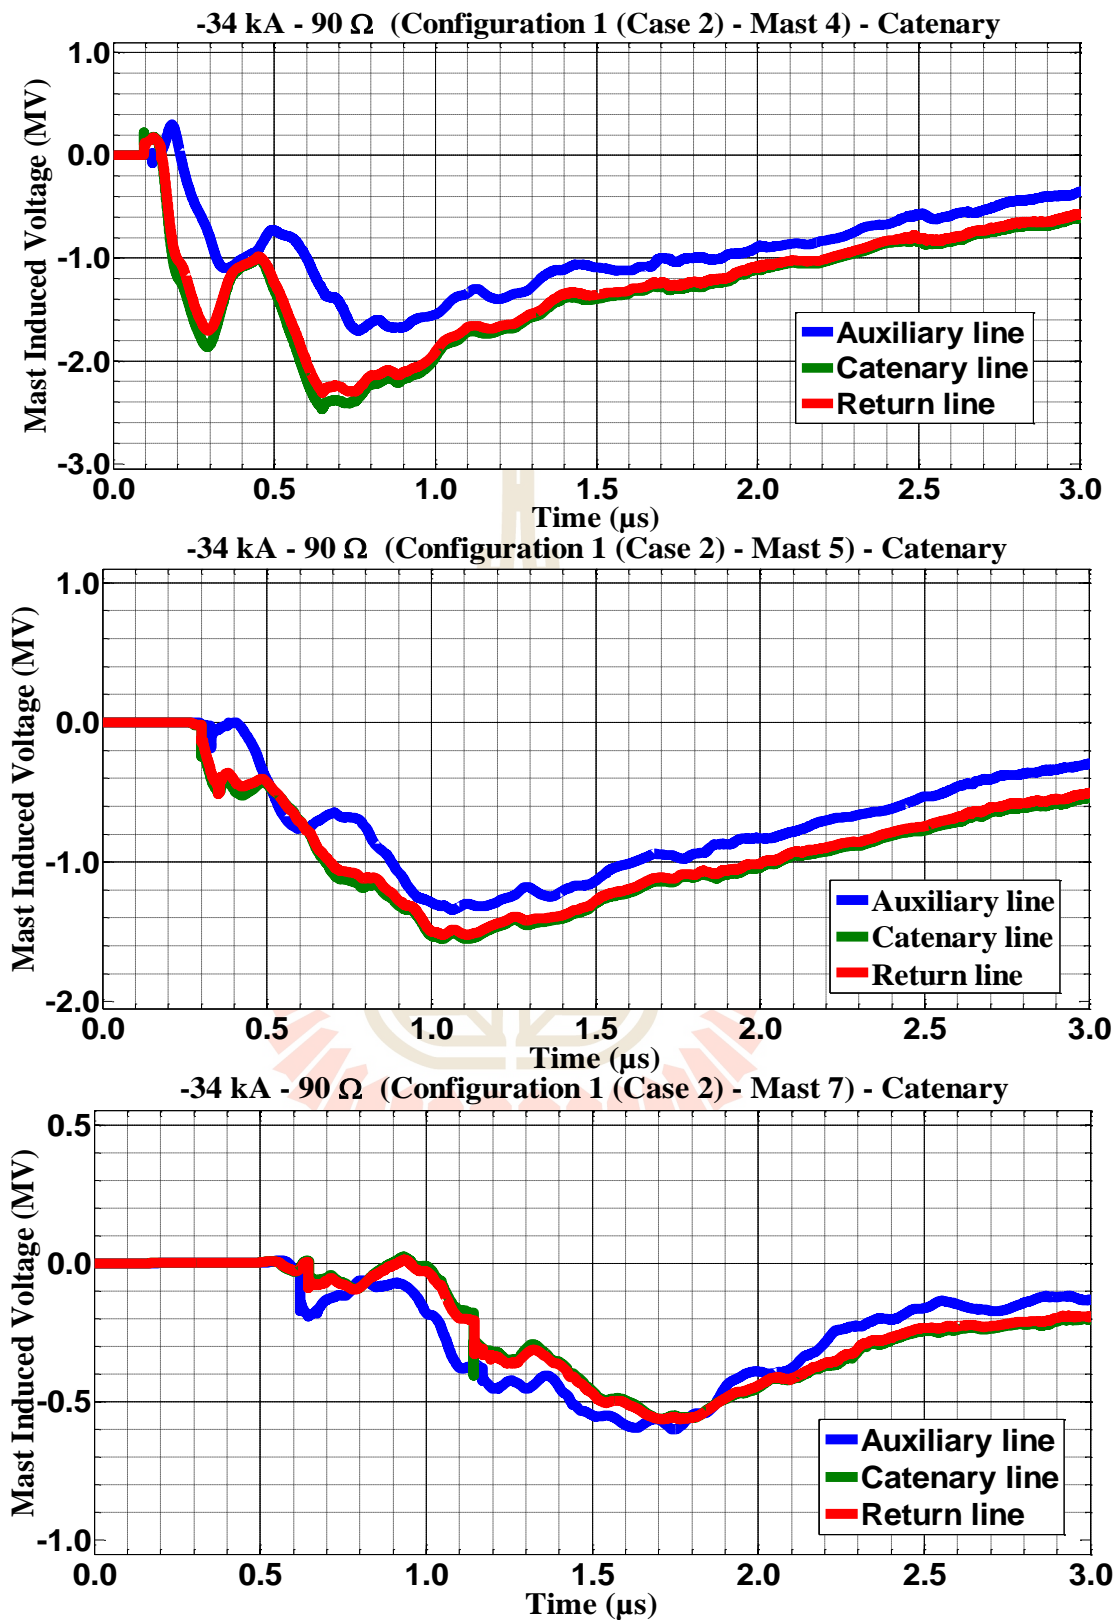 -34 kA - 90 Ω (Configuration 1 (Case 2) - Mast 4) - Catenary
Mast Induced Voltage (MV)
1.0
0.0
-1.0
-2.0
-3.0
Auxiliary line
Catenary line
Return line
0.0 0.5 1.0 1.5 2.0 2.5 3.0
Time (µs)
-34 kA - 90 Ω (Configuration 1 (Case 2) - Mast 5) - Catenary
Mast Induced Voltage (MV)
1.0
0.0
-1.0
-2.0
Auxiliary line
Catenary line
Return line
0.0 0.5 1.0 1.5 2.0 2.5 3.0
Time (µs)
-34 kA - 90 Ω (Configuration 1 (Case 2) - Mast 7) - Catenary
Mast Induced Voltage (MV)
0.5
0.0
-0.5
-1.0
Auxiliary line
Catenary line
Return line
0.0 0.5 1.0 1.5 2.0 2.5 3.0
Time (µs)